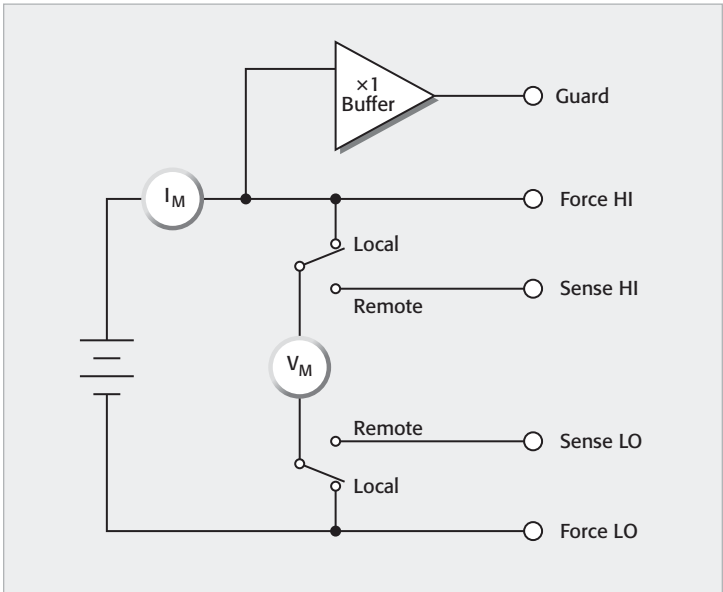 ×1
Buffer
Guard
I_M
Force HI
Local
Sense HI
Remote
V_M
Remote
Sense LO
Local
Force LO